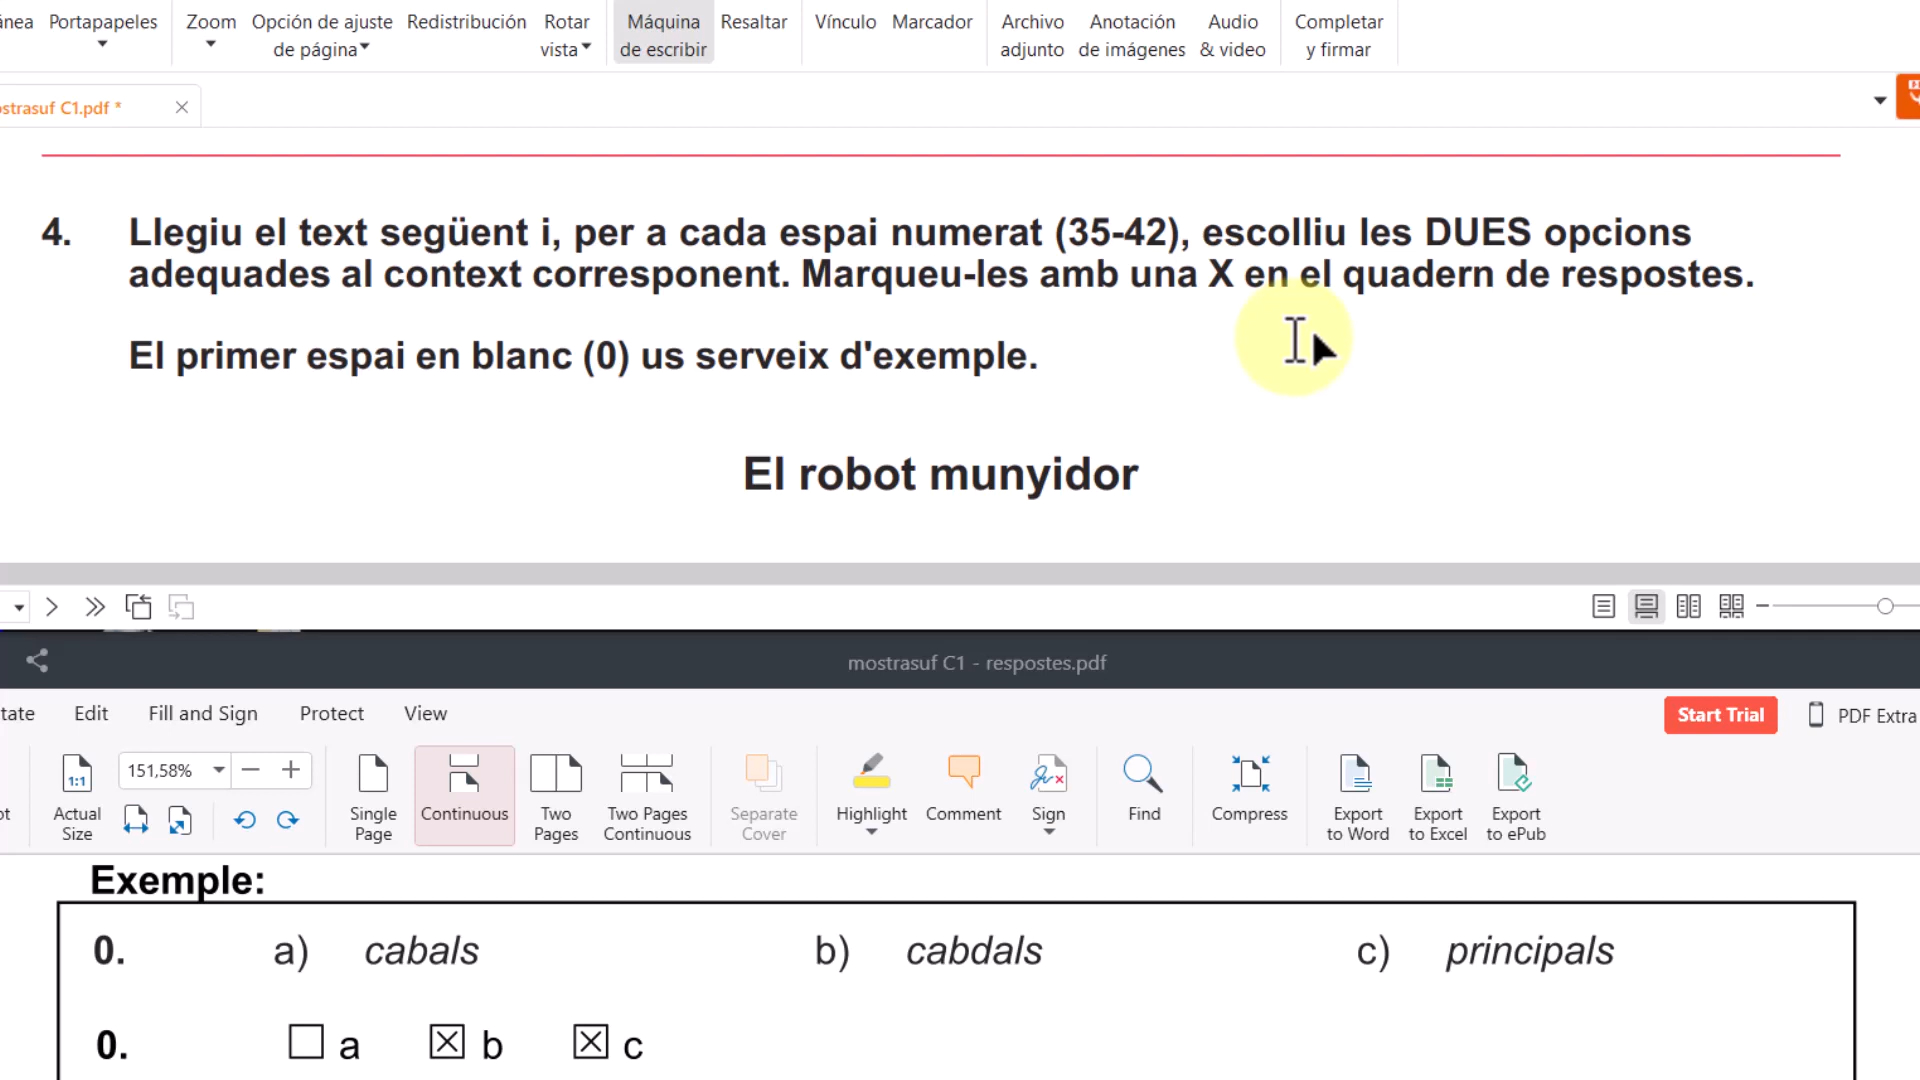 ínea Portapapeles Zoom Opción de ajuste de página Redistribución Rotar vista Máquina de escribir Resaltar Vínculo Marcador Archivo adjunto Anotación de imágenes Audio & video Completar y firmar
ostrasuf C1.pdf *
4. Llegiu el text següent i, per a cada espai numerat (35-42), escolliu les DUES opcions
adequades al context corresponent. Marqueu-les amb una X en el quadern de respostes.
El primer espai en blanc (0) us serveix d'exemple.
El robot munyidor
mostrasuf C1 - respostes.pdf
tate Edit Fill and Sign Protect View Start Trial PDF Extra
1:1 151,58%
ot Actual Size Single Page Continuous Two Pages Two Pages Continuous Separate Cover Highlight Comment Sign Find Compress Export to Word Export to Excel Export to ePub
Exemple:
0. a) cabals b) cabdals c) principals
0. a b c